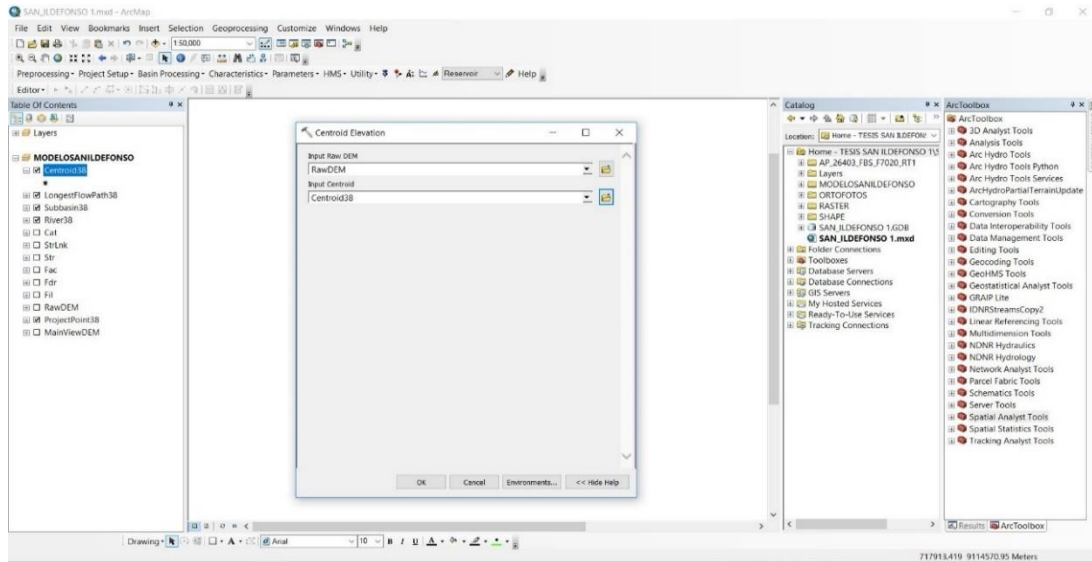 SAN_ILDEFONSO 1.mxd - ArcMap
File Edit View Bookmarks Insert Selection Geoprocessing Customize Windows Help
1:50,000
Preprocessing Project Setup Basin Processing Characteristics Parameters HMS Utility Reservoir Help
Editor
Table Of Contents
Layers
MODELOSANILDEFONSO
Centroid38
LongestFlowPath38
Subbasin38
River38
Cat
StrLnk
Str
Fac
Fdr
Fil
RawDEM
ProjectPoint38
MainViewDEM
Centroid Elevation
Input Raw DEM
RawDEM
Input Centroid
Centroid38
OK Cancel Environments... << Hide Help
Catalog
Location: Home - TESIS SAN ILDEFON
Home - TESIS SAN ILDEFONSO 1\S
AP_26403_FBS_F7020_RT1
Layers
MODELOSANILDEFONSO
ORTOFOTOS
RASTER
SHAPE
SAN_ILDEFONSO 1.GDB
SAN_ILDEFONSO 1.mxd
Folder Connections
Toolboxes
Database Servers
Database Connections
GIS Servers
My Hosted Services
Ready-To-Use Services
Tracking Connections
ArcToolbox
ArcToolbox
3D Analyst Tools
Analysis Tools
Arc Hydro Tools
Arc Hydro Tools Python
Arc Hydro Tools Services
ArcHydroPartialTerrainUpdate
Cartography Tools
Conversion Tools
Data Interoperability Tools
Data Management Tools
Editing Tools
Geocoding Tools
GeoHMS Tools
Geostatistical Analyst Tools
GRAIP Lite
IDNRStreamsCopy2
Linear Referencing Tools
Multidimension Tools
NDNR Hydraulics
NDNR Hydrology
Network Analyst Tools
Parcel Fabric Tools
Schematics Tools
Server Tools
Spatial Analyst Tools
Spatial Statistics Tools
Tracking Analyst Tools
Results ArcToolbox
Drawing A Arial 10 B I U A
717913.419 9114570.95 Meters